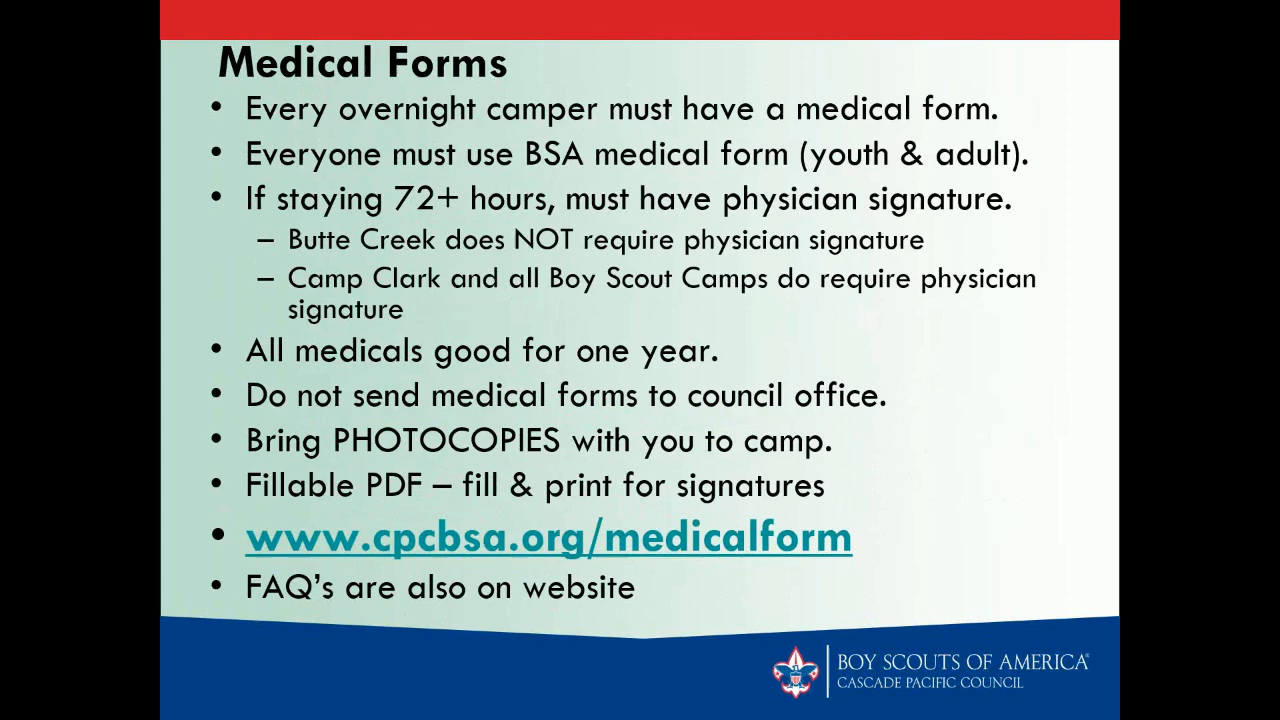 Medical Forms
• Every overnight camper must have a medical form.
• Everyone must use BSA medical form (youth & adult).
• If staying 72+ hours, must have physician signature.
– Butte Creek does NOT require physician signature
– Camp Clark and all Boy Scout Camps do require physician
signature
• All medicals good for one year.
• Do not send medical forms to council office.
• Bring PHOTOCOPIES with you to camp.
• Fillable PDF – fill & print for signatures
• www.cpcbsa.org/medicalform
• FAQ’s are also on website
BOY SCOUTS OF AMERICA®
CASCADE PACIFIC COUNCIL